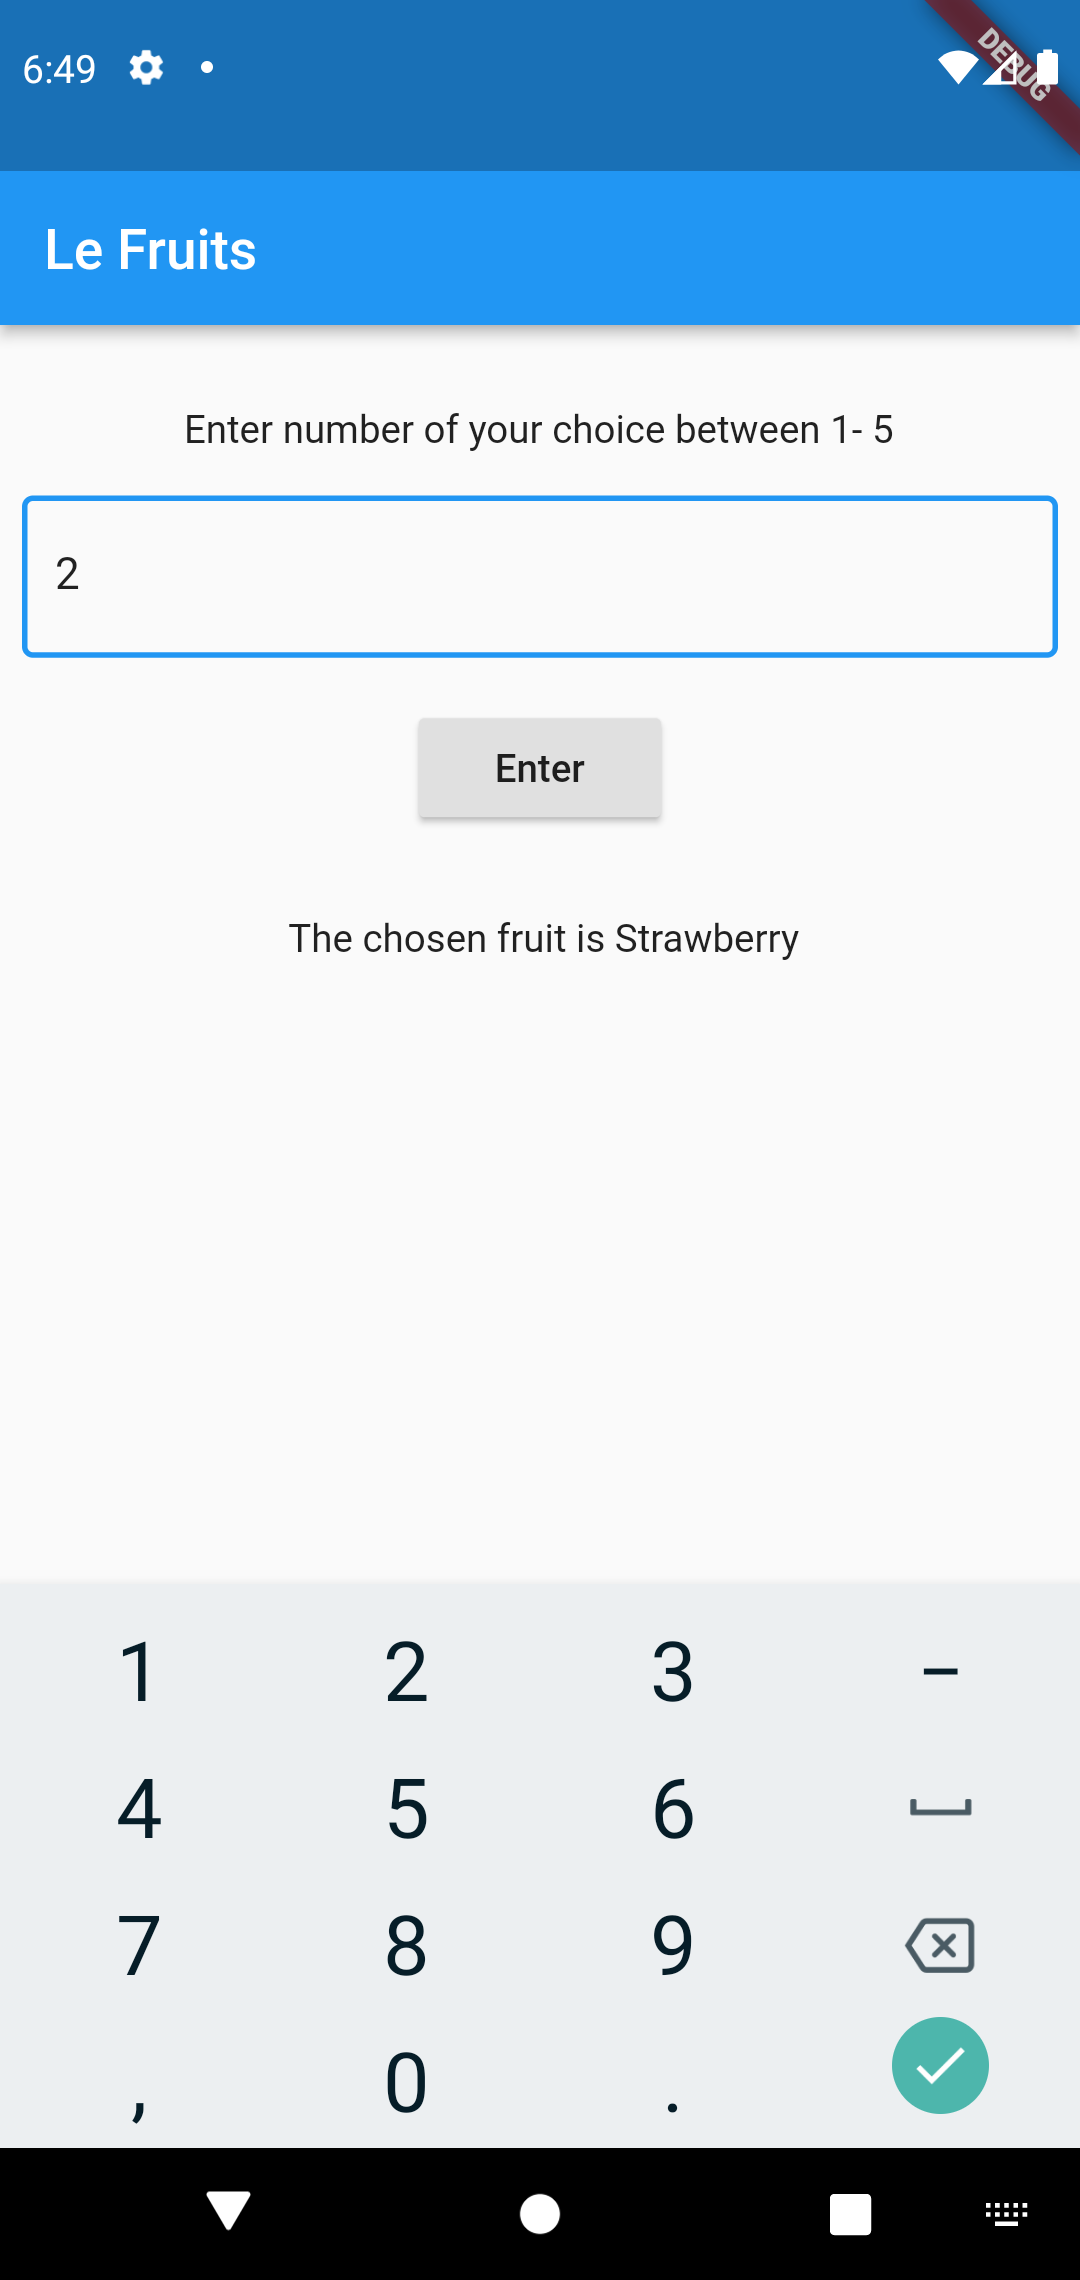 6:49
DEBUG
Le Fruits
Enter number of your choice between 1- 5
2
Enter
The chosen fruit is Strawberry
1 2 3 –
4 5 6
7 8 9
, 0 .